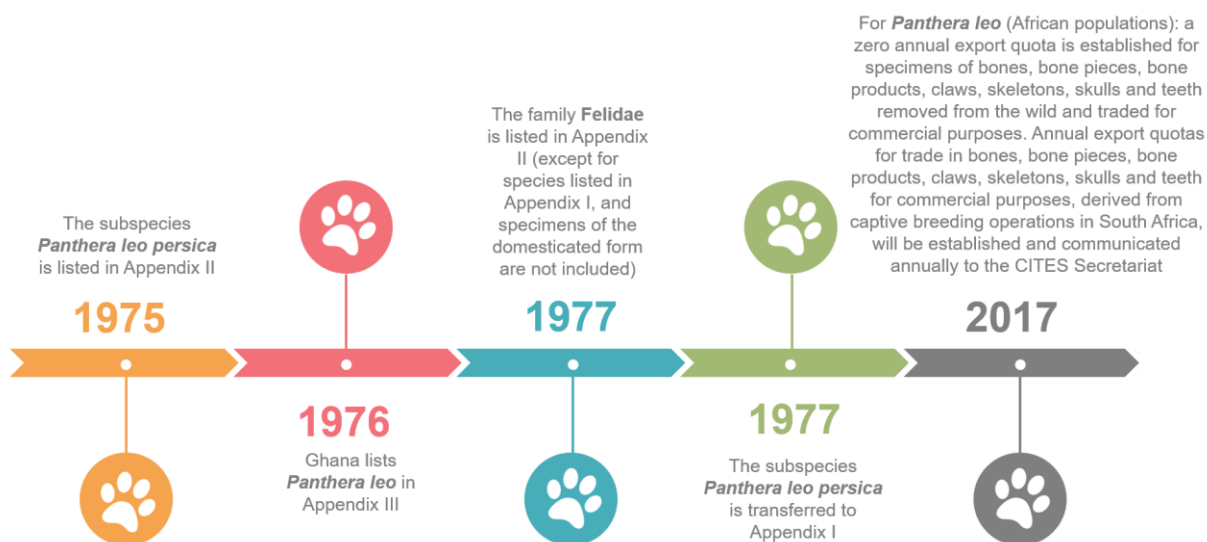 The subspecies
Panthera leo persica
is listed in Appendix II
1975
1976
Ghana lists
Panthera leo in
Appendix III
The family Felidae
is listed in Appendix
II (except for
species listed in
Appendix I, and
specimens of the
domesticated form
are not included)
1977
1977
The subspecies
Panthera leo persica
is transferred to
Appendix I
For Panthera leo (African populations): a
zero annual export quota is established for
specimens of bones, bone pieces, bone
products, claws, skeletons, skulls and teeth
removed from the wild and traded for
commercial purposes. Annual export quotas
for trade in bones, bone pieces, bone
products, claws, skeletons, skulls and teeth
for commercial purposes, derived from
captive breeding operations in South Africa,
will be established and communicated
annually to the CITES Secretariat
2017